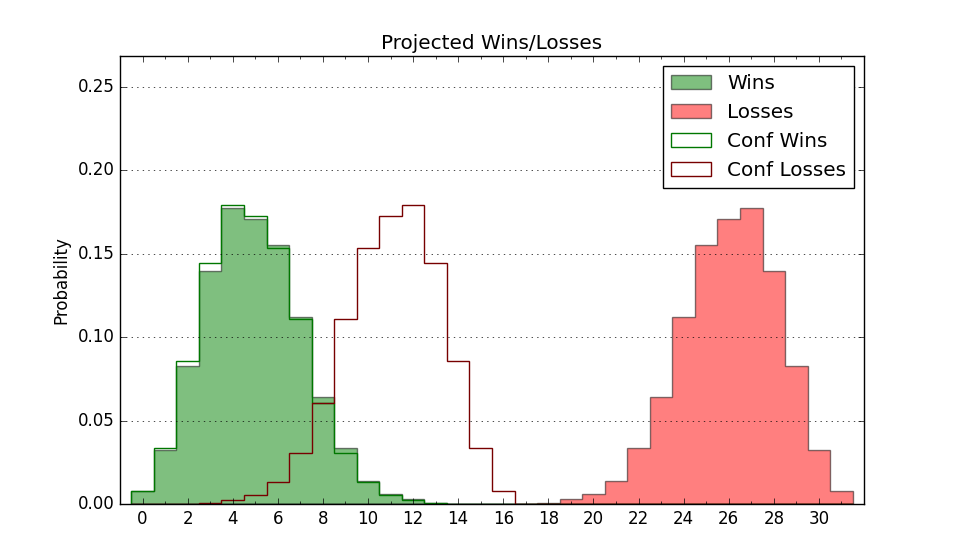 Projected Wins/Losses
Wins
Losses
Conf Wins
Conf Losses
Probability
0.25
0.20
0.15
0.10
0.05
0.00
0 2 4 6 8 10 12 14 16 18 20 22 24 26 28 30